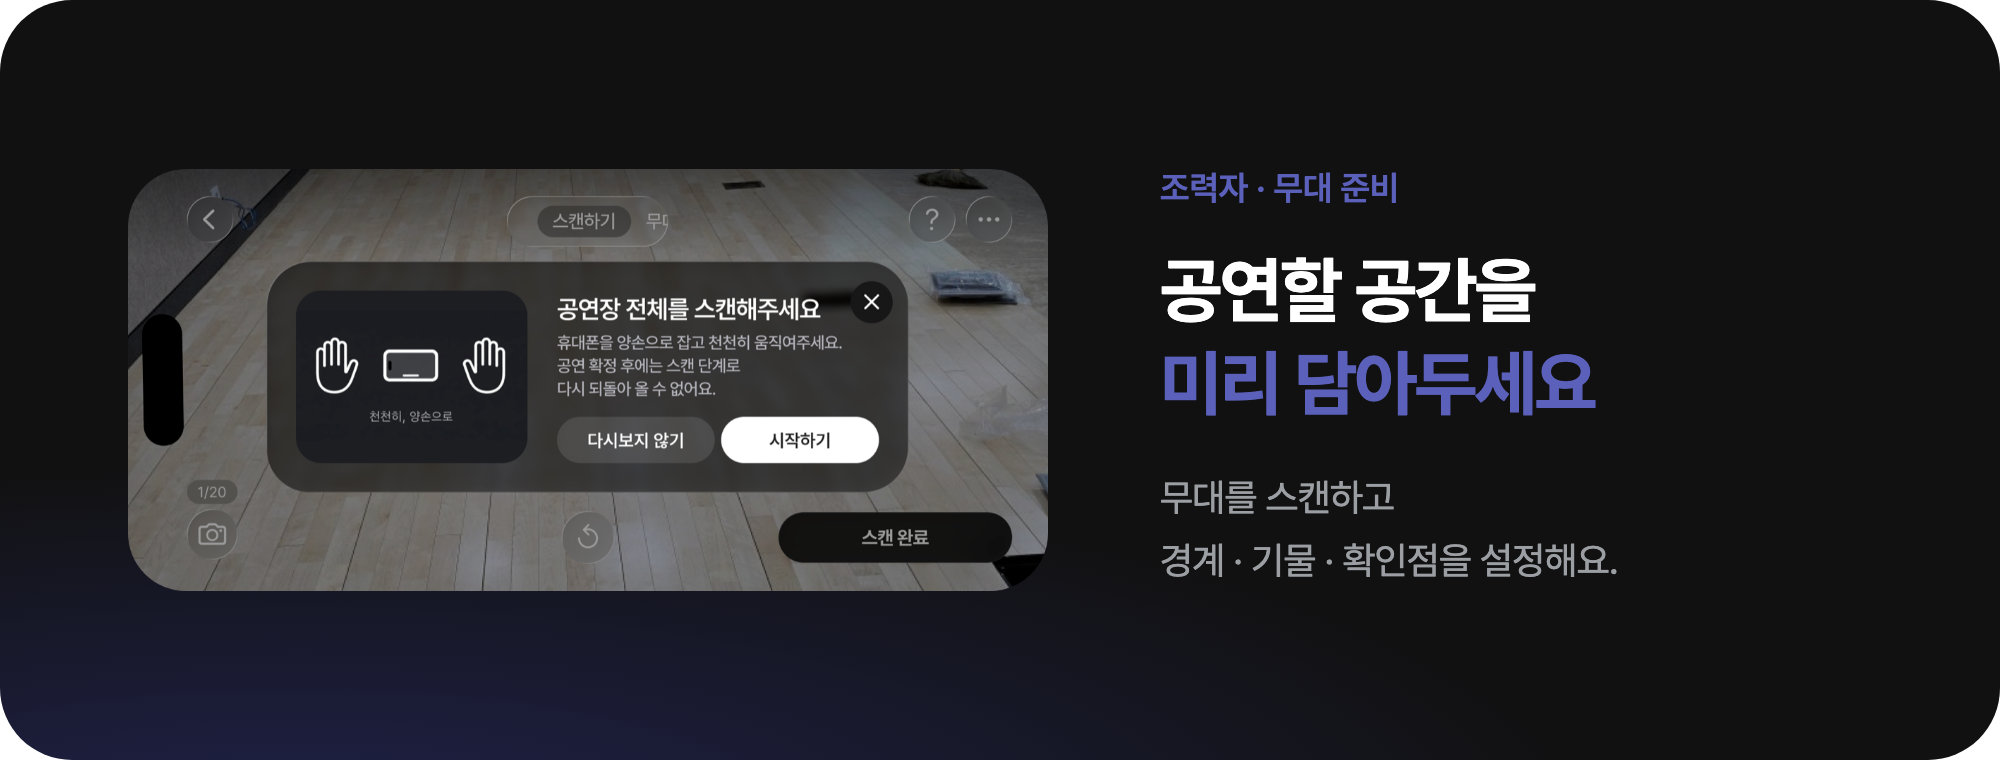 스캔하기
?
공연장 전체를 스캔해주세요
휴대폰을 양손으로 잡고 천천히 움직여주세요.
공연 확정 후에는 스캔 단계로
다시 되돌아 올 수 없어요.
천천히, 양손으로
다시보지 않기
시작하기
1/20
스캔 완료
조력자 · 무대 준비
공연할 공간을
미리 담아두세요
무대를 스캔하고
경계 · 기물 · 확인점을 설정해요.